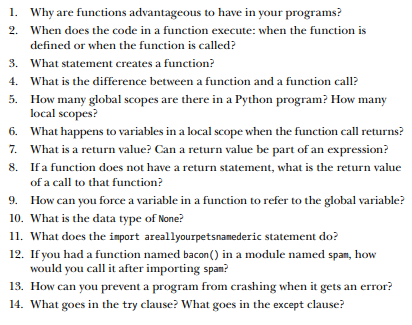 1. Why are functions advantageous to have in your programs?
2. When does the code in a function execute: when the function is
defined or when the function is called?
3. What statement creates a function?
4. What is the difference between a function and a function call?
5. How many global scopes are there in a Python program? How many
local scopes?
6. What happens to variables in a local scope when the function call returns?
7. What is a return value? Can a return value be part of an expression?
8. If a function does not have a return statement, what is the return value
of a call to that function?
9. How can you force a variable in a function to refer to the global variable?
10. What is the data type of None?
11. What does the import areallyourpetsnamederic statement do?
12. If you had a function named bacon() in a module named spam, how
would you call it after importing spam?
13. How can you prevent a program from crashing when it gets an error?
14. What goes in the try clause? What goes in the except clause?